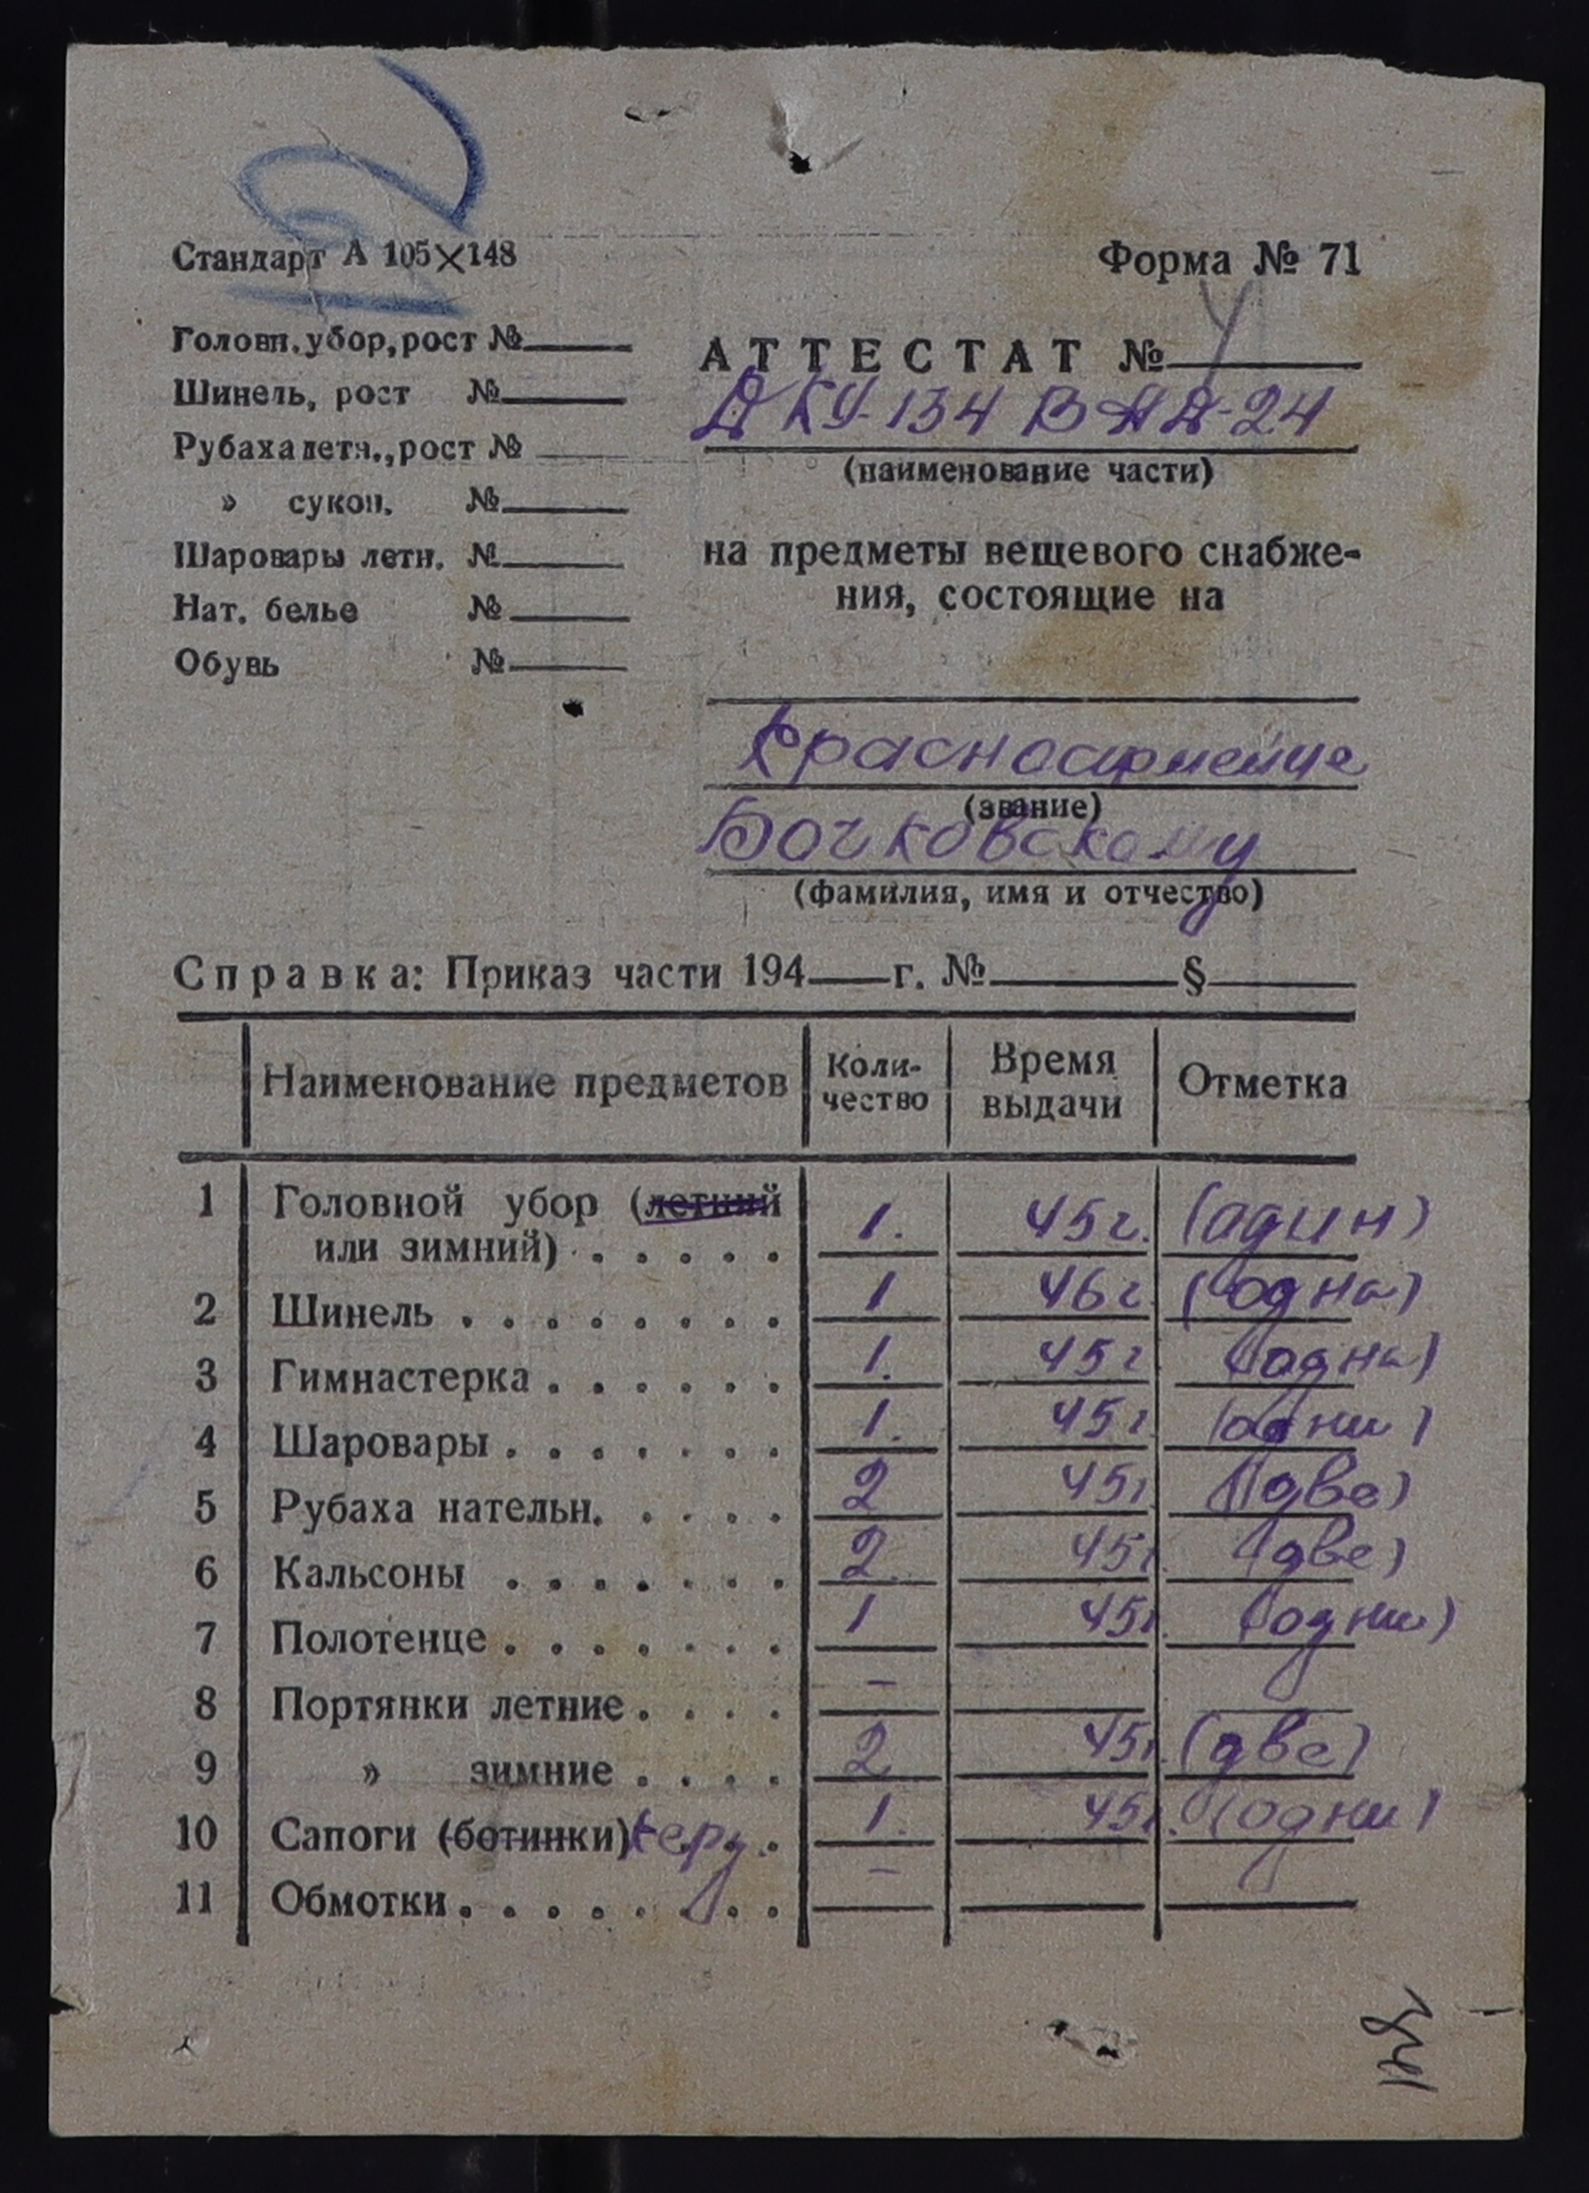 Стандарт А 105×148
Форма № 71
Головн. убор, рост №
Шинель, рост №
Рубаха летн., рост №
» сукон. №
Шаровары летн. №
Нат. белье №
Обувь №
АТТЕСТАТ №
ДКУ-134 ВАД-24
(наименование части)
на предметы вещевого снабже-
ния, состоящие на
Красноармейце
(звание)
Бочковскому
(фамилия, имя и отчество)
Справка: Приказ части 194 г. № §
Наименование предметов Коли-чество Время выдачи Отметка
1 Головной убор (летний
или зимний) . . . . . 1. 45г. (один)
2 Шинель . . . . . . . . 1 46г (одна)
3 Гимнастерка . . . . . . 1. 45г (одна)
4 Шаровары . . . . . . . 1. 45г (одни)
5 Рубаха нательн. . . . . 2 45г. (две)
6 Кальсоны . . . . . . . 2. 45г. (две)
7 Полотенце . . . . . . . 1 45г. (одни)
8 Портянки летние . . . . –
9 » зимние . . . . 2 45г. (две)
10 Сапоги (ботинки) керз. . 1. 45г. (одни)
11 Обмотки . . . . . . . . –